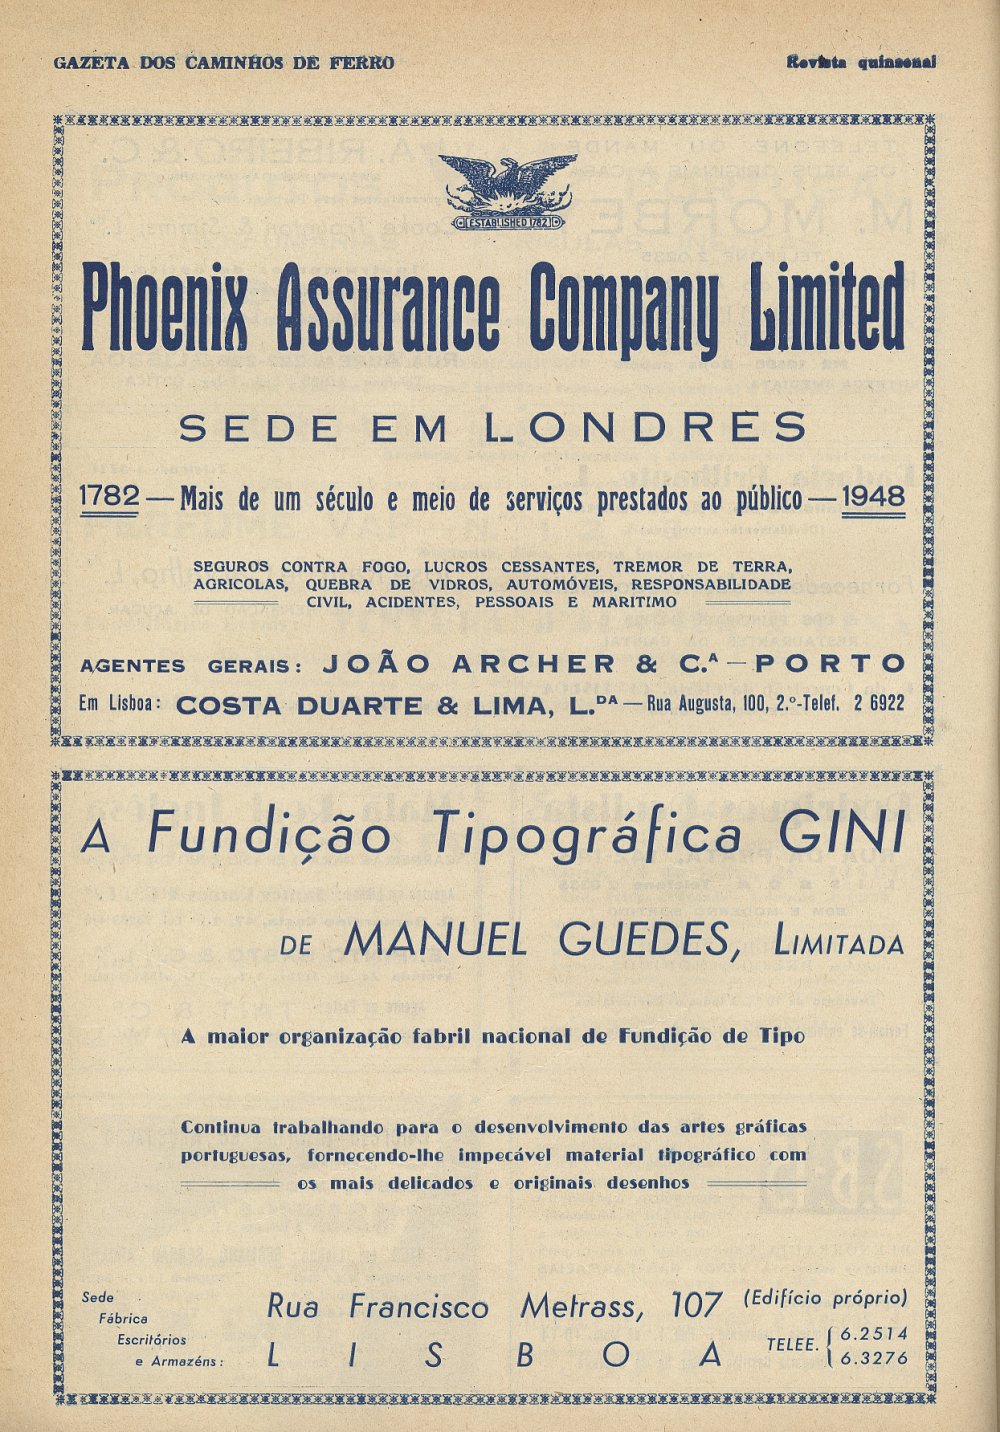 GAZETA DOS CAMINHOS DE FERRO
Revista quinzenal
ESTABLISHED 1782
Phoenix Assurance Company Limited
SEDE EM LONDRES
1782 — Mais de um século e meio de serviços prestados ao público — 1948
SEGUROS CONTRA FOGO, LUCROS CESSANTES, TREMOR DE TERRA,
AGRICOLAS, QUEBRA DE VIDROS, AUTOMÓVEIS, RESPONSABILIDADE
CIVIL, ACIDENTES, PESSOAIS E MARITIMO
AGENTES GERAIS: JOÃO ARCHER & C.ª — PORTO
Em Lisboa: COSTA DUARTE & LIMA, L.DA — Rua Augusta, 100, 2.º-Telef. 2 6922
A Fundição Tipográfica GINI
DE MANUEL GUEDES, LIMITADA
A maior organização fabril nacional de Fundição de Tipo
Continua trabalhando para o desenvolvimento das artes gráficas
portuguesas, fornecendo-lhe impecável material tipográfico com
os mais delicados e originais desenhos
Sede
Fábrica
Escritórios
e Armazéns:
Rua Francisco Metrass, 107 (Edifício próprio)
LISBOA
TELEE. 6.2514
6.3276